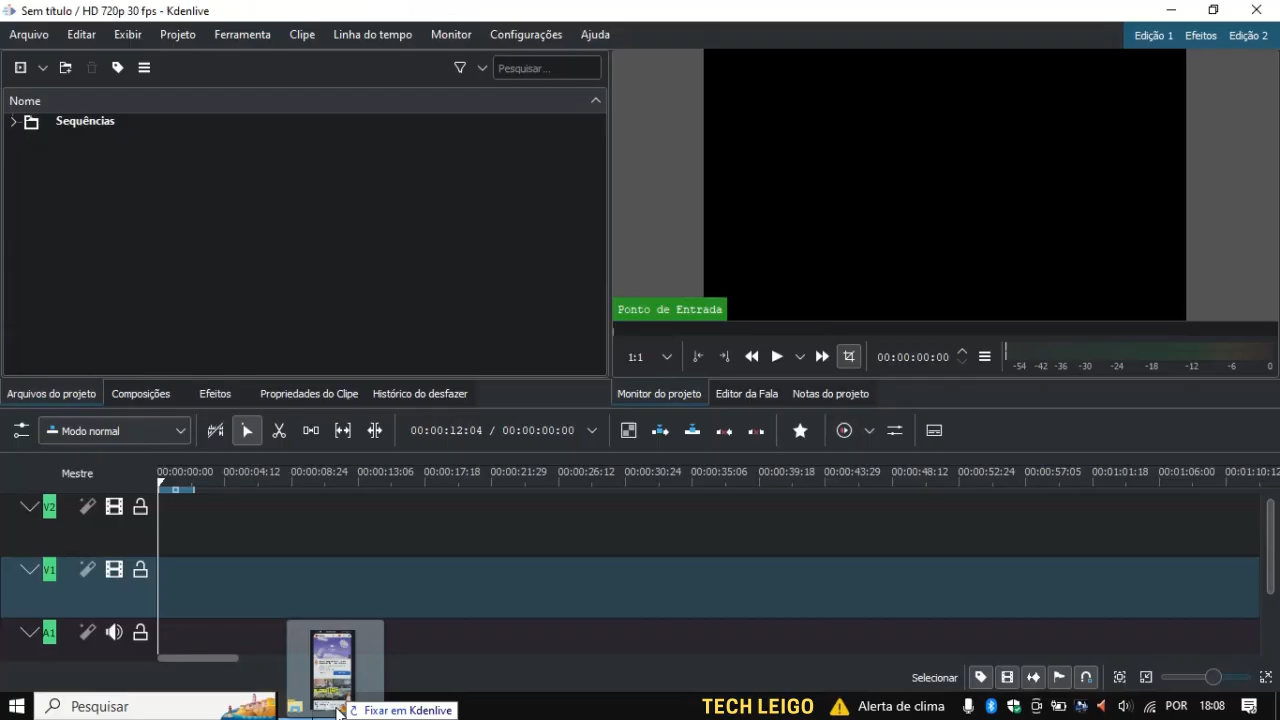 Sem título / HD 720p 30 fps - Kdenlive
Arquivo Editar Exibir Projeto Ferramenta Clipe Linha do tempo Monitor Configurações Ajuda
Edição 1 Efeitos Edição 2
Pesquisar...
Nome
Sequências
Ponto de Entrada
1:1
00:00:00:00
-54 -42 -36 -30 -24 -18 -12 -6 0
Arquivos do projeto Composições Efeitos Propriedades do Clipe Histórico do desfazer
Monitor do projeto Editor da Fala Notas do projeto
Modo normal
00:00:12:04 / 00:00:00:00
Mestre
00:00:00:00 00:00:04:12 00:00:08:24 00:00:13:06 00:00:17:18 00:00:21:29 00:00:26:12 00:00:30:24 00:00:35:06 00:00:39:18 00:00:43:29 00:00:48:12 00:00:52:24 00:00:57:05 00:01:01:18 00:01:06:00 00:01:10:12
V2
V1
A1
Selecionar
Pesquisar
Fixar em Kdenlive
TECH LEIGO
Alerta de clima
POR
18:08